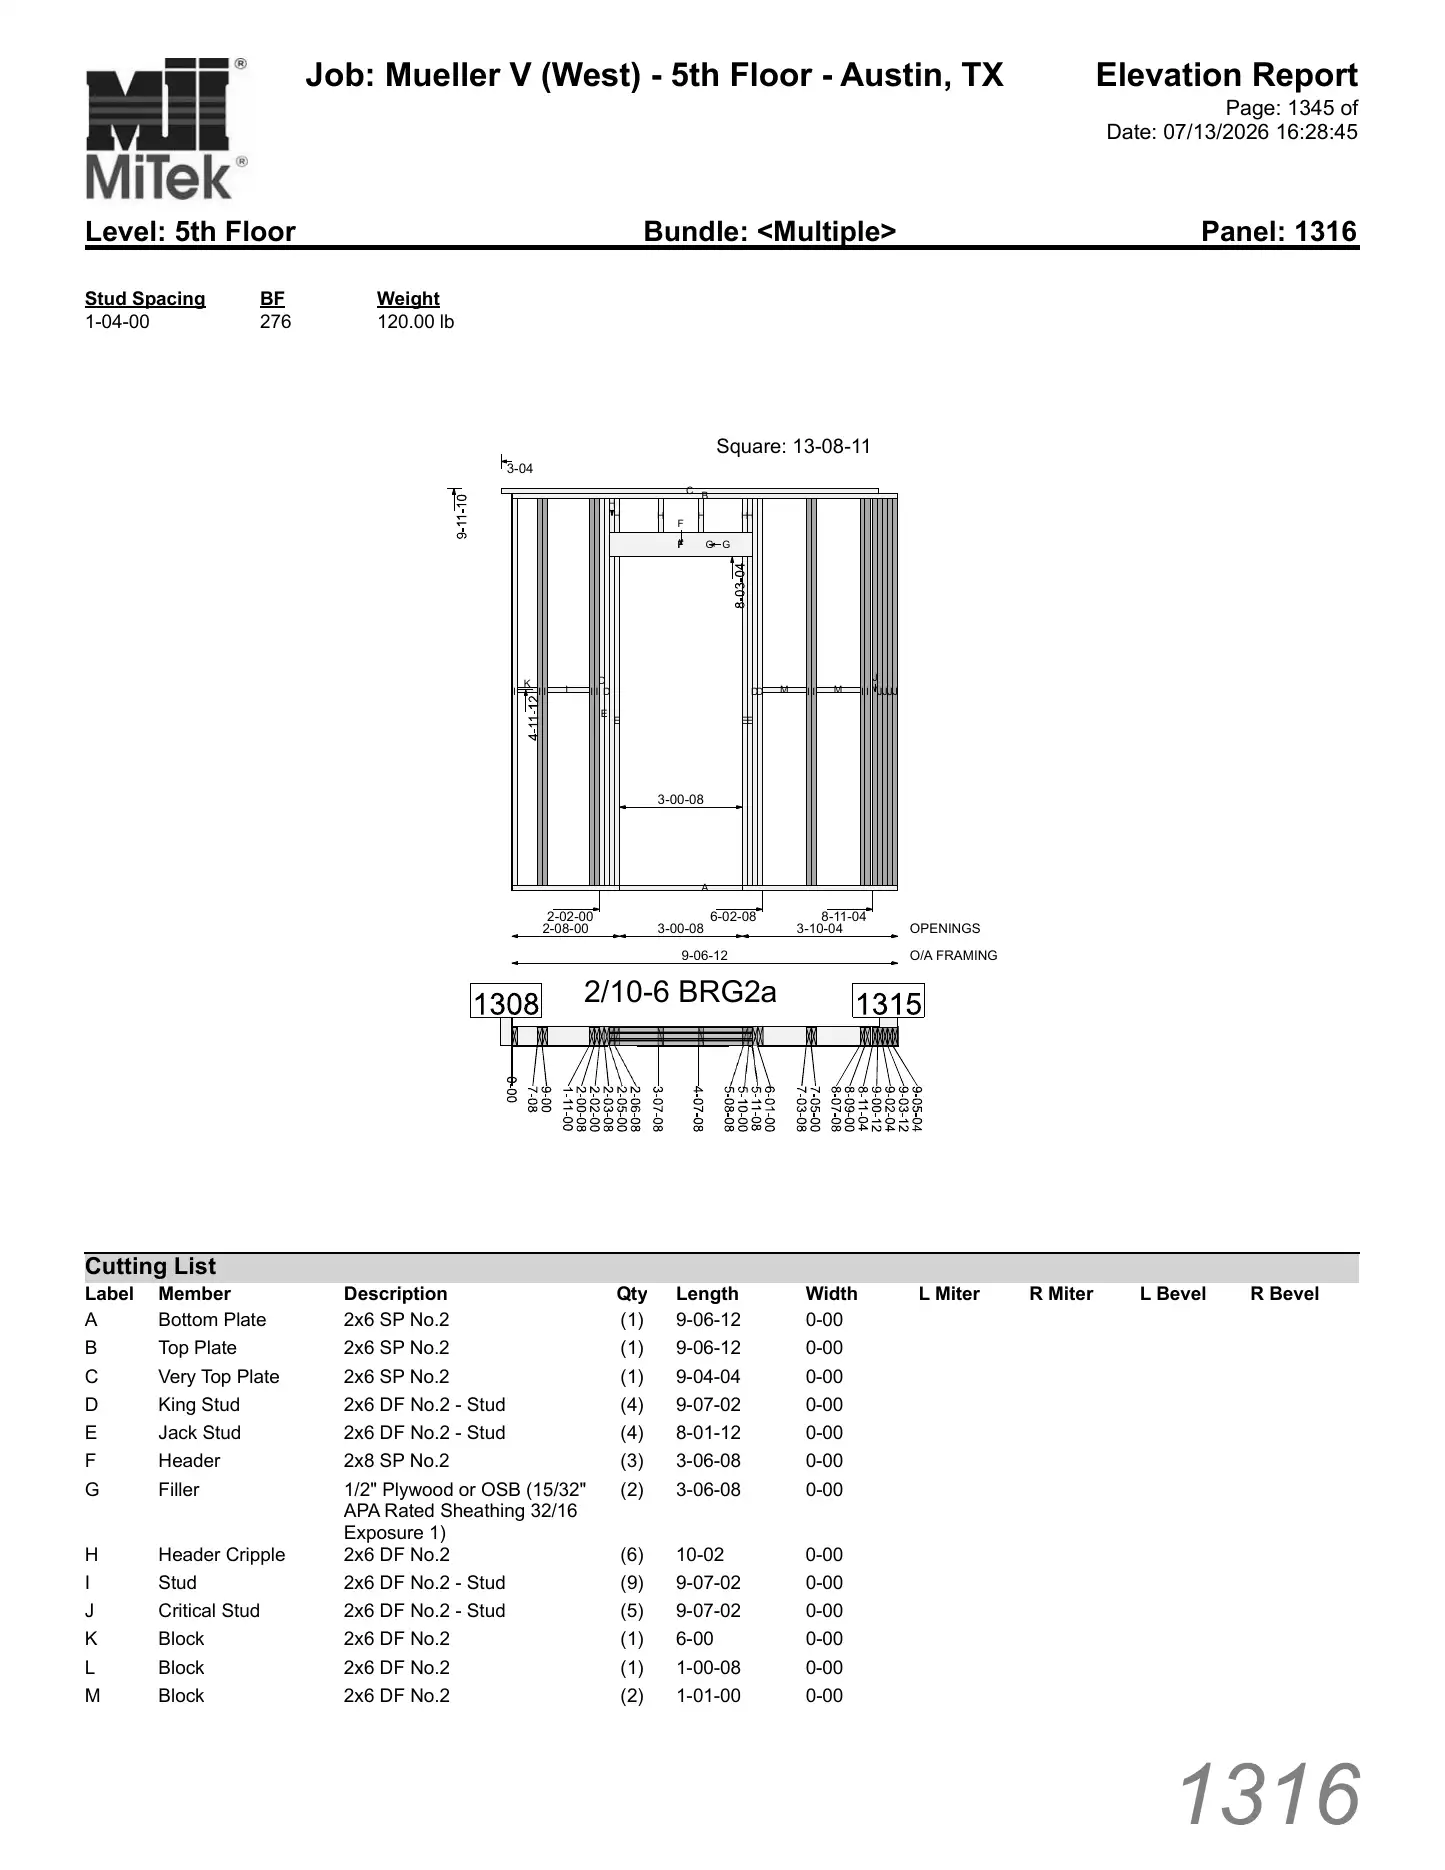 MiTek®
Job: Mueller V (West) - 5th Floor - Austin, TX
Elevation Report
Page: 1345 of
Date: 07/13/2026 16:28:45
Level: 5th Floor Bundle: <Multiple> Panel: 1316
Stud Spacing BF Weight
1-04-00 276 120.00 lb
Square: 13-08-11
3-04
9-11-10
C
B
F
F G G
8-03-04
K
D
J
M M
E
4-11-12
3-00-08
A
2-02-00 6-02-08 8-11-04
2-08-00 3-00-08 3-10-04 OPENINGS
9-06-12 O/A FRAMING
1308 2/10-6 BRG2a 1315
0-00
7-08
9-00
1-11-00
2-00-08
2-02-00
2-03-08
2-05-00
2-06-08
3-07-08
4-07-08
5-08-08
5-10-00
5-11-08
6-01-00
7-03-08
7-05-00
8-07-08
8-09-00
8-11-04
9-00-12
9-02-04
9-03-12
9-05-04
Cutting List
Label Member Description Qty Length Width L Miter R Miter L Bevel R Bevel
A Bottom Plate 2x6 SP No.2 (1) 9-06-12 0-00
B Top Plate 2x6 SP No.2 (1) 9-06-12 0-00
C Very Top Plate 2x6 SP No.2 (1) 9-04-04 0-00
D King Stud 2x6 DF No.2 - Stud (4) 9-07-02 0-00
E Jack Stud 2x6 DF No.2 - Stud (4) 8-01-12 0-00
F Header 2x8 SP No.2 (3) 3-06-08 0-00
G Filler 1/2" Plywood or OSB (15/32" (2) 3-06-08 0-00
APA Rated Sheathing 32/16
Exposure 1)
H Header Cripple 2x6 DF No.2 (6) 10-02 0-00
I Stud 2x6 DF No.2 - Stud (9) 9-07-02 0-00
J Critical Stud 2x6 DF No.2 - Stud (5) 9-07-02 0-00
K Block 2x6 DF No.2 (1) 6-00 0-00
L Block 2x6 DF No.2 (1) 1-00-08 0-00
M Block 2x6 DF No.2 (2) 1-01-00 0-00
1316